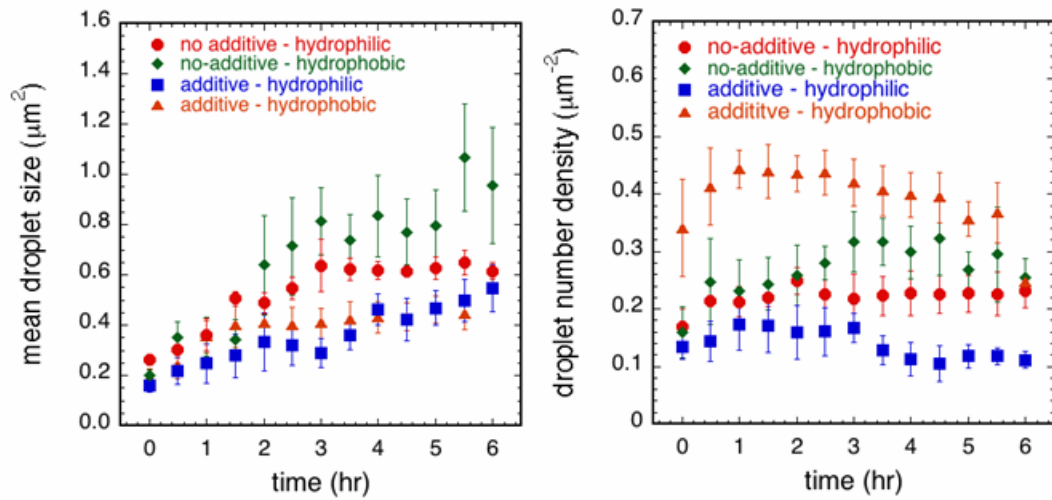 1.6
1.4
1.2
1.0
0.8
0.6
0.4
0.2
0.0
mean droplet size (μm⁻²)
no additive - hydrophilic
no-additive - hydrophobic
additive - hydrophilic
additive - hydrophobic
0 1 2 3 4 5 6
time (hr)
0.7
0.6
0.5
0.4
0.3
0.2
0.1
0
droplet number density (μm⁻²)
no-additive - hydrophilic
no-additive - hydrophobic
additive - hydrophilic
addititve - hydrophobic
0 1 2 3 4 5 6
time (hr)